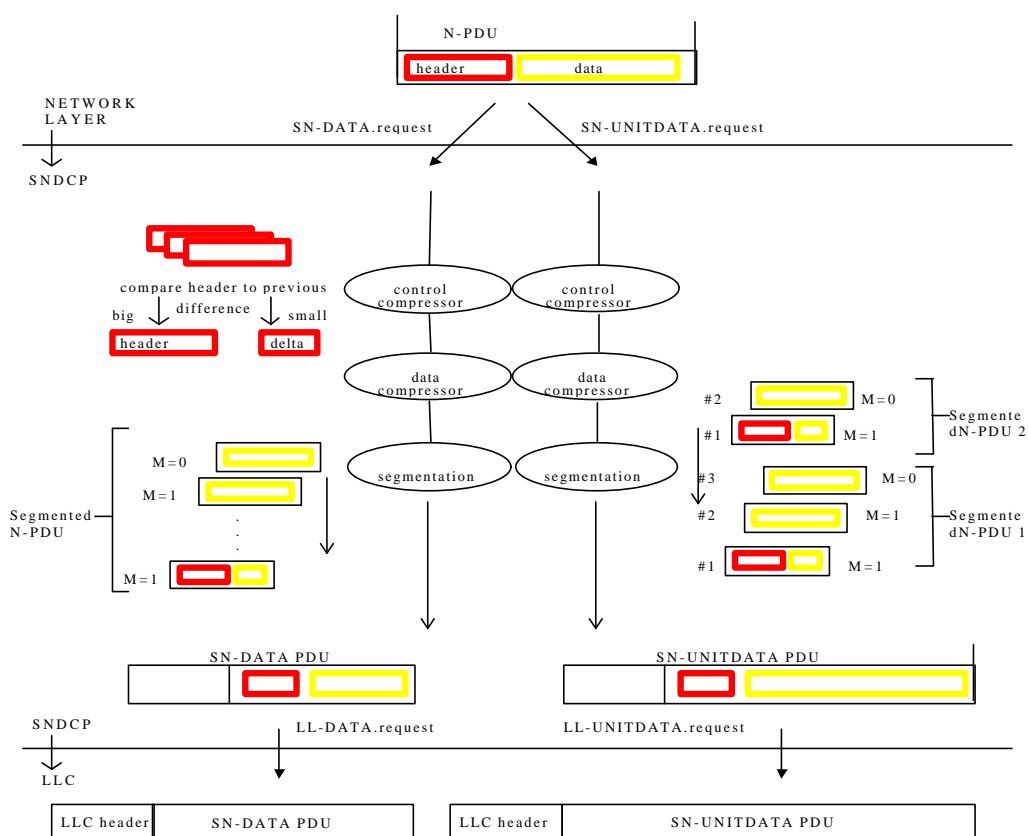 N-PDU
header
data
NETWORK
LAYER
SN-DATA.request
SN-UNITDATA.request
SNDCP
compare header to previous
difference
big
small
header
delta
control
compressor
control
compressor
data
compressor
data
compressor
segmentation
segmentation
M=0
M=1
.
.
.
M=1
Segmented
N-PDU
#2
M=0
#1
M=1
Segmente
dN-PDU 2
#3
M=0
#2
M=1
#1
M=1
Segmente
dN-PDU 1
SN-DATA PDU
SN-UNITDATA PDU
SNDCP
LL-DATA.request
LL-UNITDATA.request
LLC
LLC header
SN-DATA PDU
LLC header
SN-UNITDATA PDU